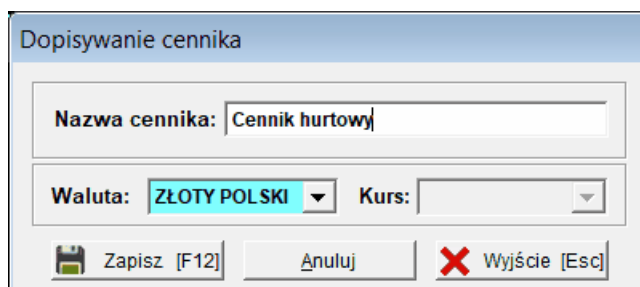 Dopisywanie cennika
Nazwa cennika: Cennik hurtowy
Waluta: ZŁOTY POLSKI Kurs:
Zapisz [F12] Anuluj Wyjście [Esc]